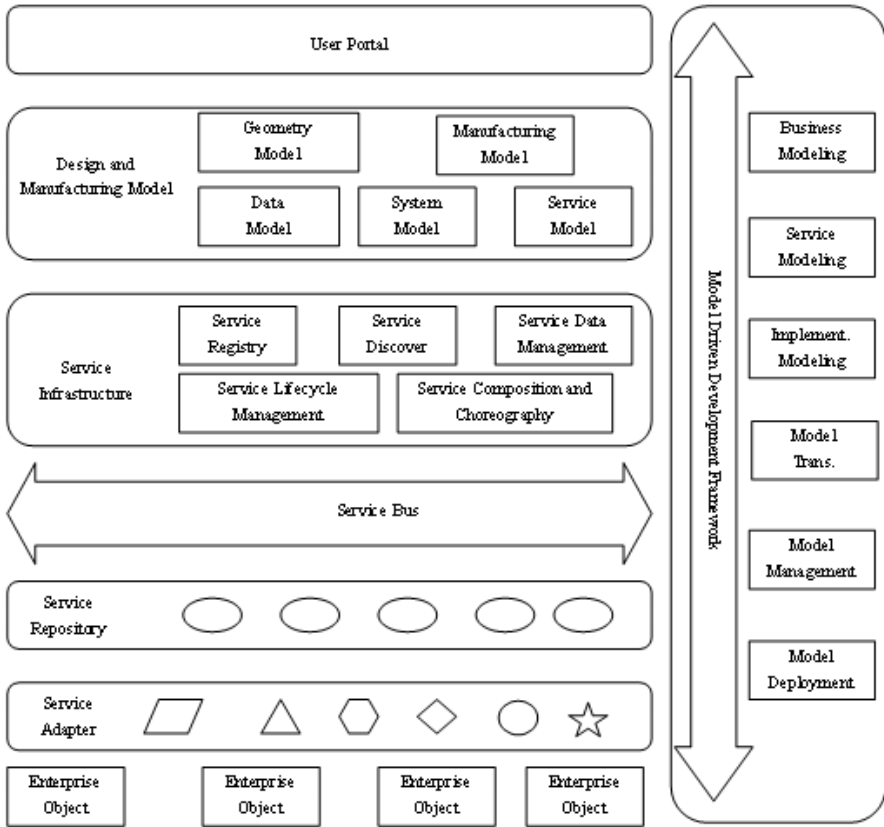 User Portal
Design and
Manufacturing Model
Geometry
Model
Manufacturing
Model
Data
Model
System
Model
Service
Model
Service
Infrastructure
Service
Registry
Service
Discover
Service Data
Management
Service Lifecycle
Management
Service Composition and
Choreography
Service Bus
Service
Repository
Service
Adapter
Enterprise
Object
Enterprise
Object
Enterprise
Object
Enterprise
Object
Model Driven Development Framework
Business
Modeling
Service
Modeling
Implement.
Modeling
Model
Trans.
Model
Management
Model
Deployment